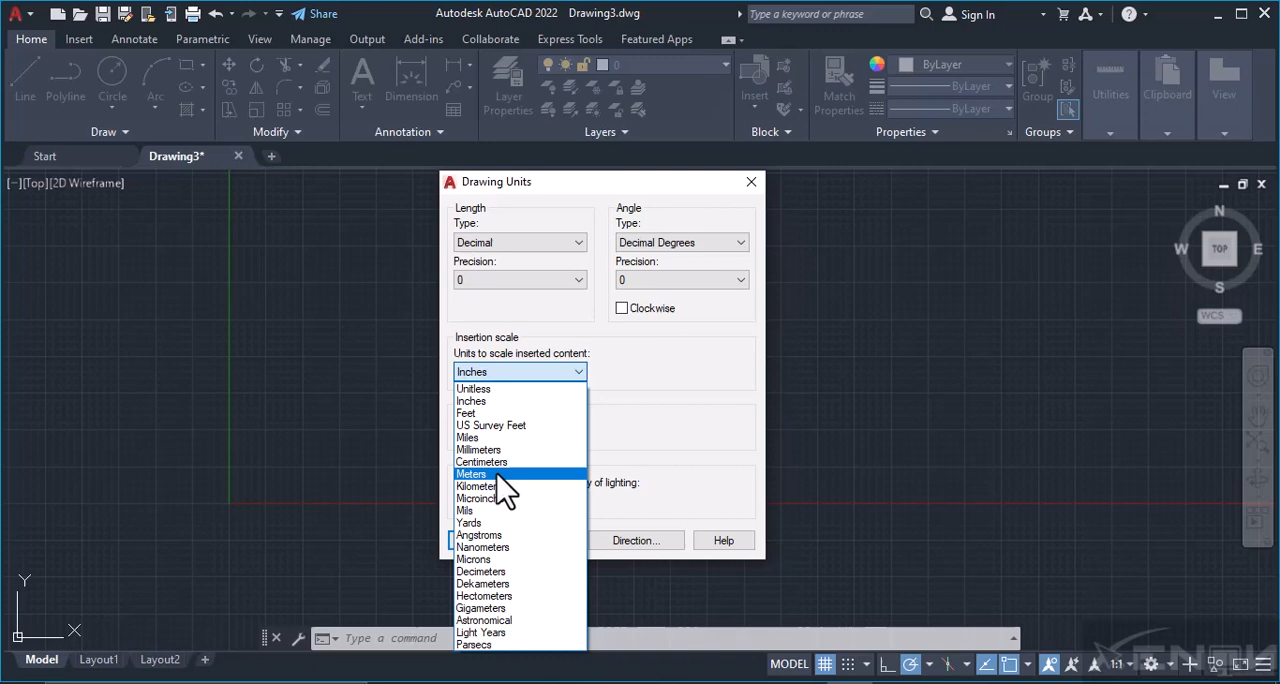 Share
Autodesk AutoCAD 2022 Drawing3.dwg
Type a keyword or phrase
Sign In
Home Insert Annotate Parametric View Manage Output Add-ins Collaborate Express Tools Featured Apps
Line Polyline Circle Arc
Text Dimension
Layer Properties
0
Insert
Match Properties
ByLayer
ByLayer
ByLayer
Group
Utilities
Clipboard
View
Draw Modify Annotation Layers Block Properties Groups
Start Drawing3*
[−][Top][2D Wireframe]
N
W TOP E
S
WCS
Drawing Units
Length
Type:
Decimal
Precision:
0
Angle
Type:
Decimal Degrees
Precision:
0
Clockwise
Insertion scale
Units to scale inserted content:
Inches
Unitless
Inches
Feet
US Survey Feet
Miles
Millimeters
Centimeters
Meters
Mils
Yards
Angstroms
Nanometers
Microns
Decimeters
Dekameters
Hectometers
Gigameters
Astronomical
Light Years
Parsecs
of lighting:
Direction... Help
Y
X
Type a command
Model Layout1 Layout2
MODEL
1:1